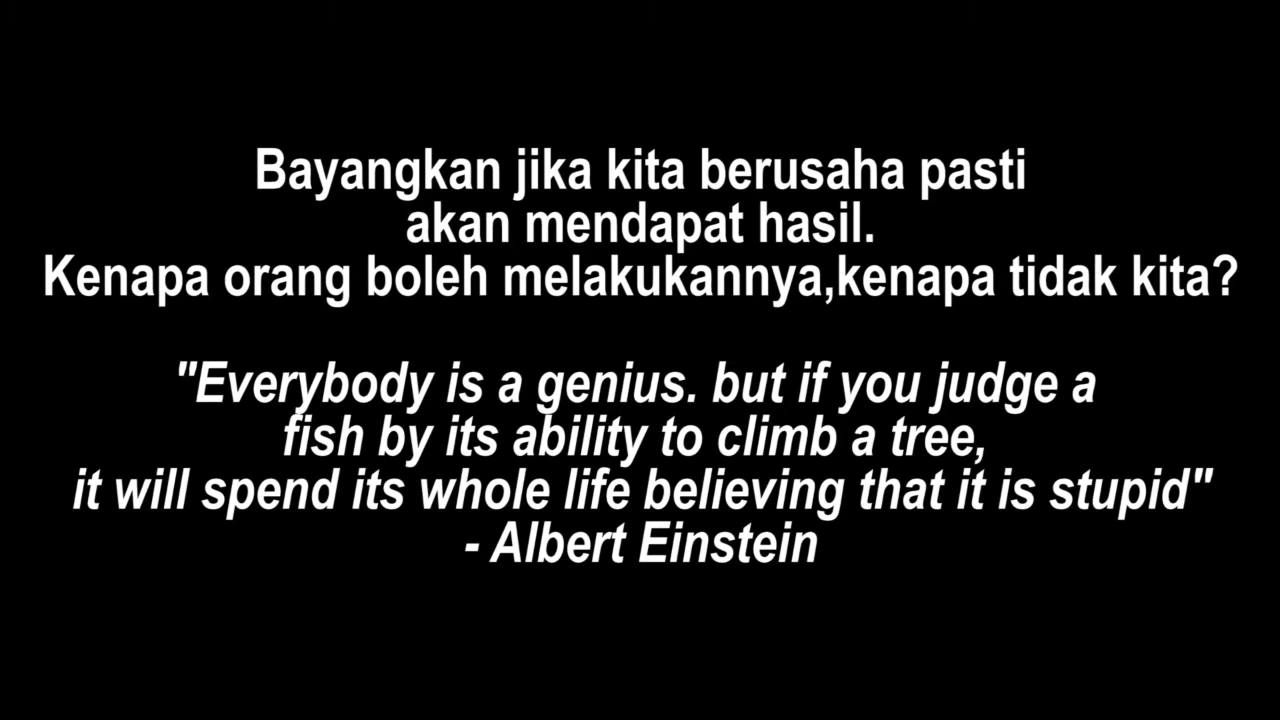 Bayangkan jika kita berusaha pasti
akan mendapat hasil.
Kenapa orang boleh melakukannya,kenapa tidak kita?
"Everybody is a genius. but if you judge a
fish by its ability to climb a tree,
it will spend its whole life believing that it is stupid"
- Albert Einstein